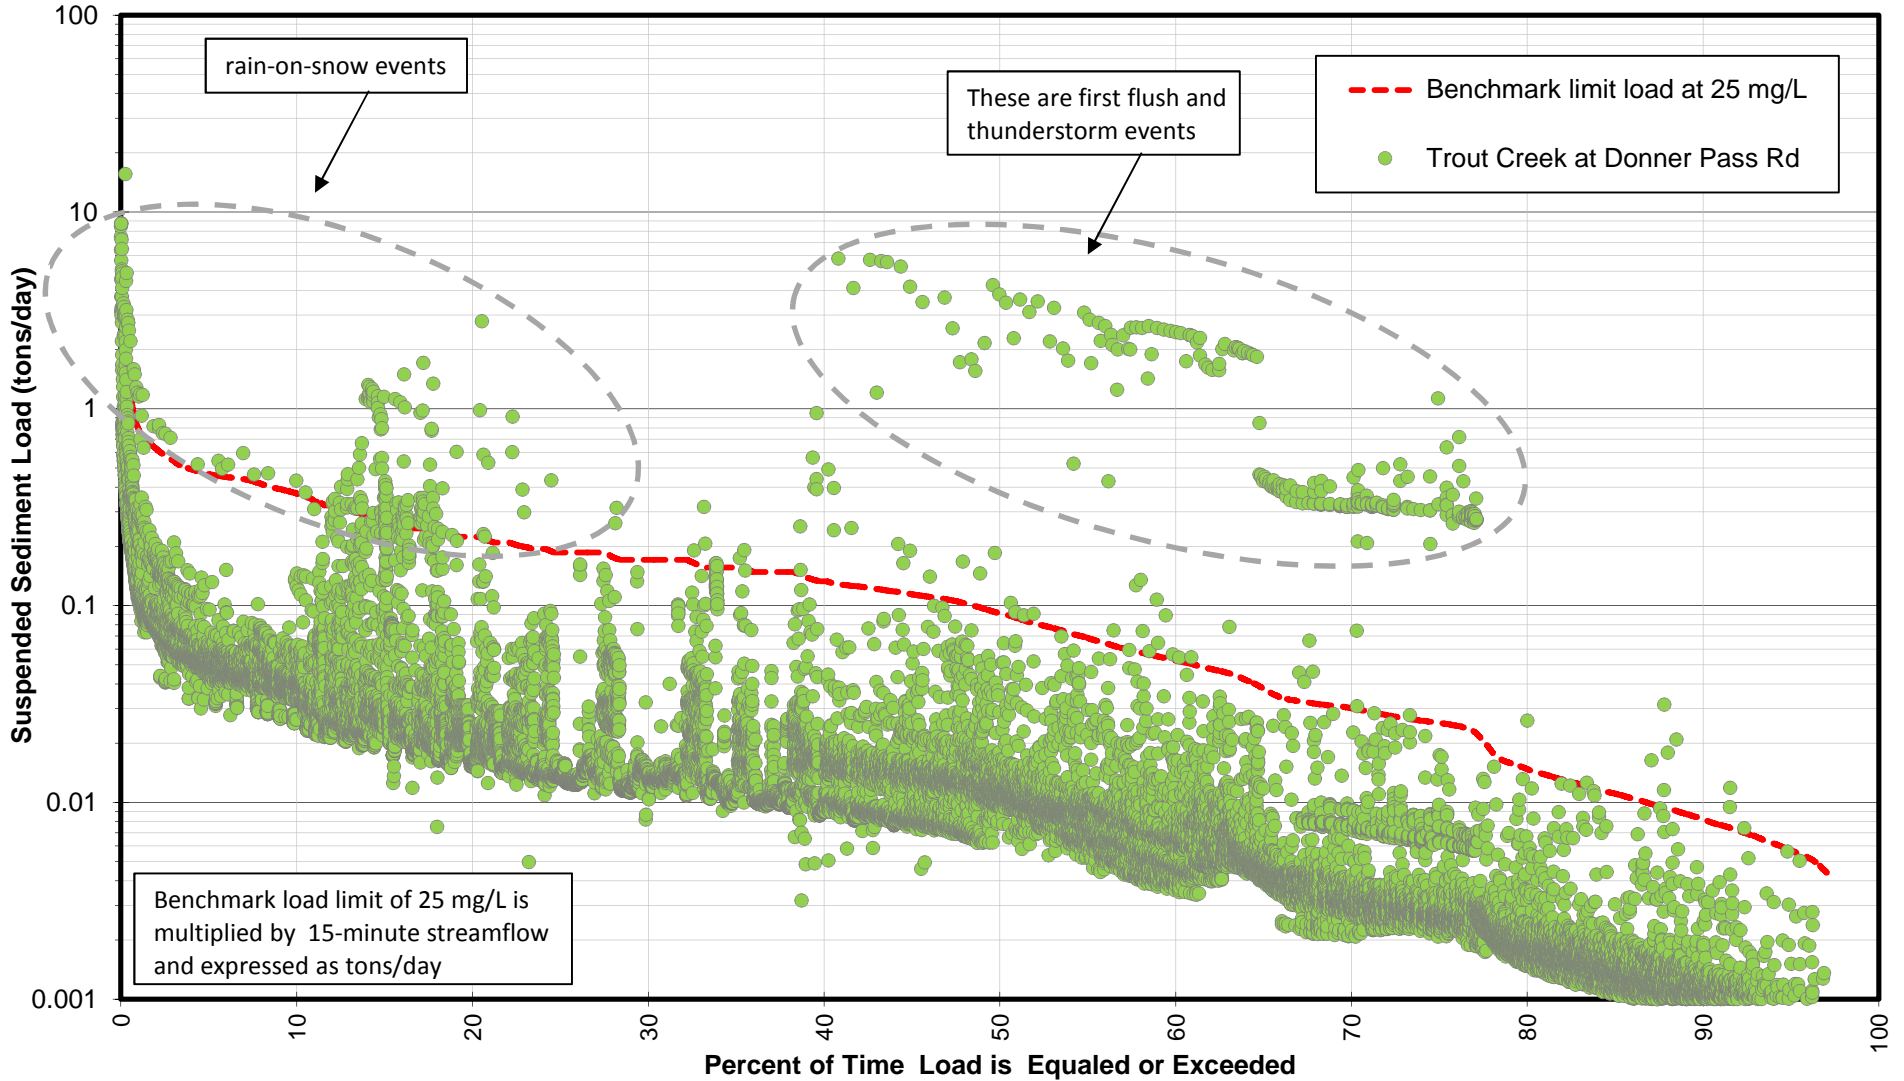 100
10
1
0.1
0.01
0.001
Suspended Sediment Load (tons/day)
rain-on-snow events
These are first flush and
thunderstorm events
Benchmark limit load at 25 mg/L
Trout Creek at Donner Pass Rd
Benchmark load limit of 25 mg/L is
multiplied by 15-minute streamflow
and expressed as tons/day
0
10
20
30
40
50
60
70
80
90
100
Percent of Time Load is Equaled or Exceeded